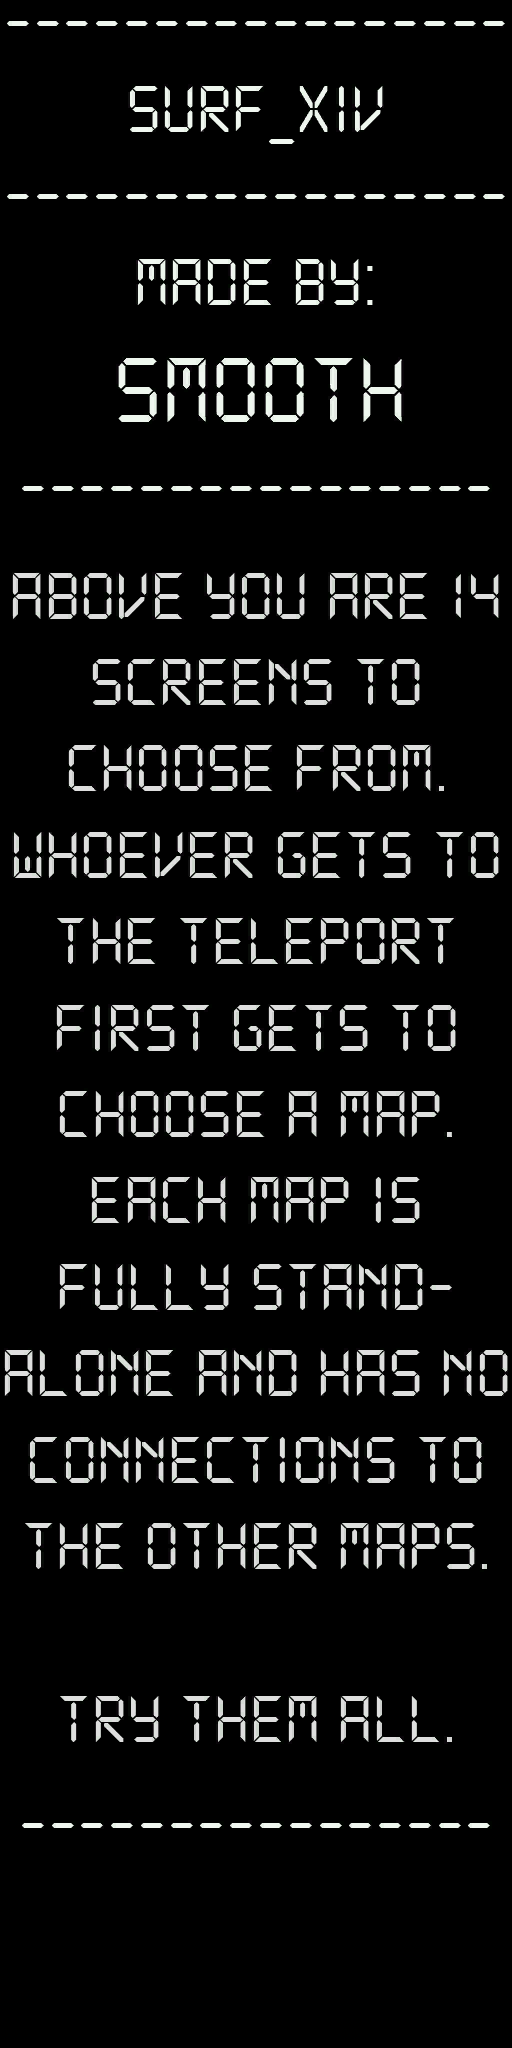 SURF_XIV
MADE BY:
SMOOTH
ABOVE YOU ARE 14
SCREENS TO
CHOOSE FROM.
WHOEVER GETS TO
THE TELEPORT
FIRST GETS TO
CHOOSE A MAP.
EACH MAP IS
FULLY STAND-
ALONE AND HAS NO
CONNECTIONS TO
THE OTHER MAPS.
TRY THEM ALL.